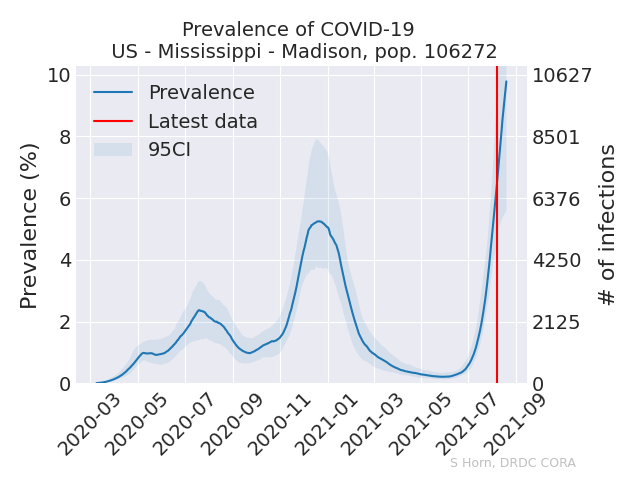 Prevalence of COVID-19
US - Mississippi - Madison, pop. 106272
Prevalence (%)
10
8
6
4
2
0
Prevalence
Latest data
95CI
10627
8501
6376
4250
2125
0
# of infections
2020-03
2020-05
2020-07
2020-09
2020-11
2021-01
2021-03
2021-05
2021-07
2021-09
S Horn, DRDC CORA